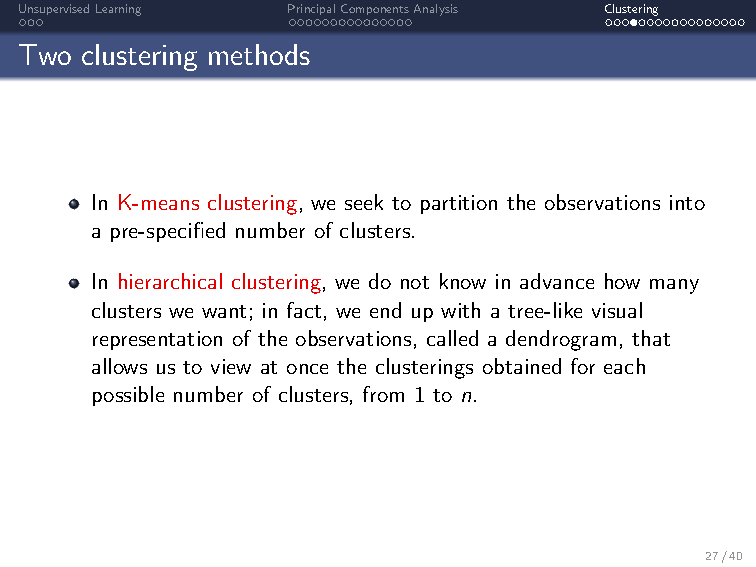 Unsupervised Learning
Principal Components Analysis
Clustering
Two clustering methods
In K-means clustering, we seek to partition the observations into
a pre-specified number of clusters.
In hierarchical clustering, we do not know in advance how many
clusters we want; in fact, we end up with a tree-like visual
representation of the observations, called a dendrogram, that
allows us to view at once the clusterings obtained for each
possible number of clusters, from 1 to n.
27 / 40